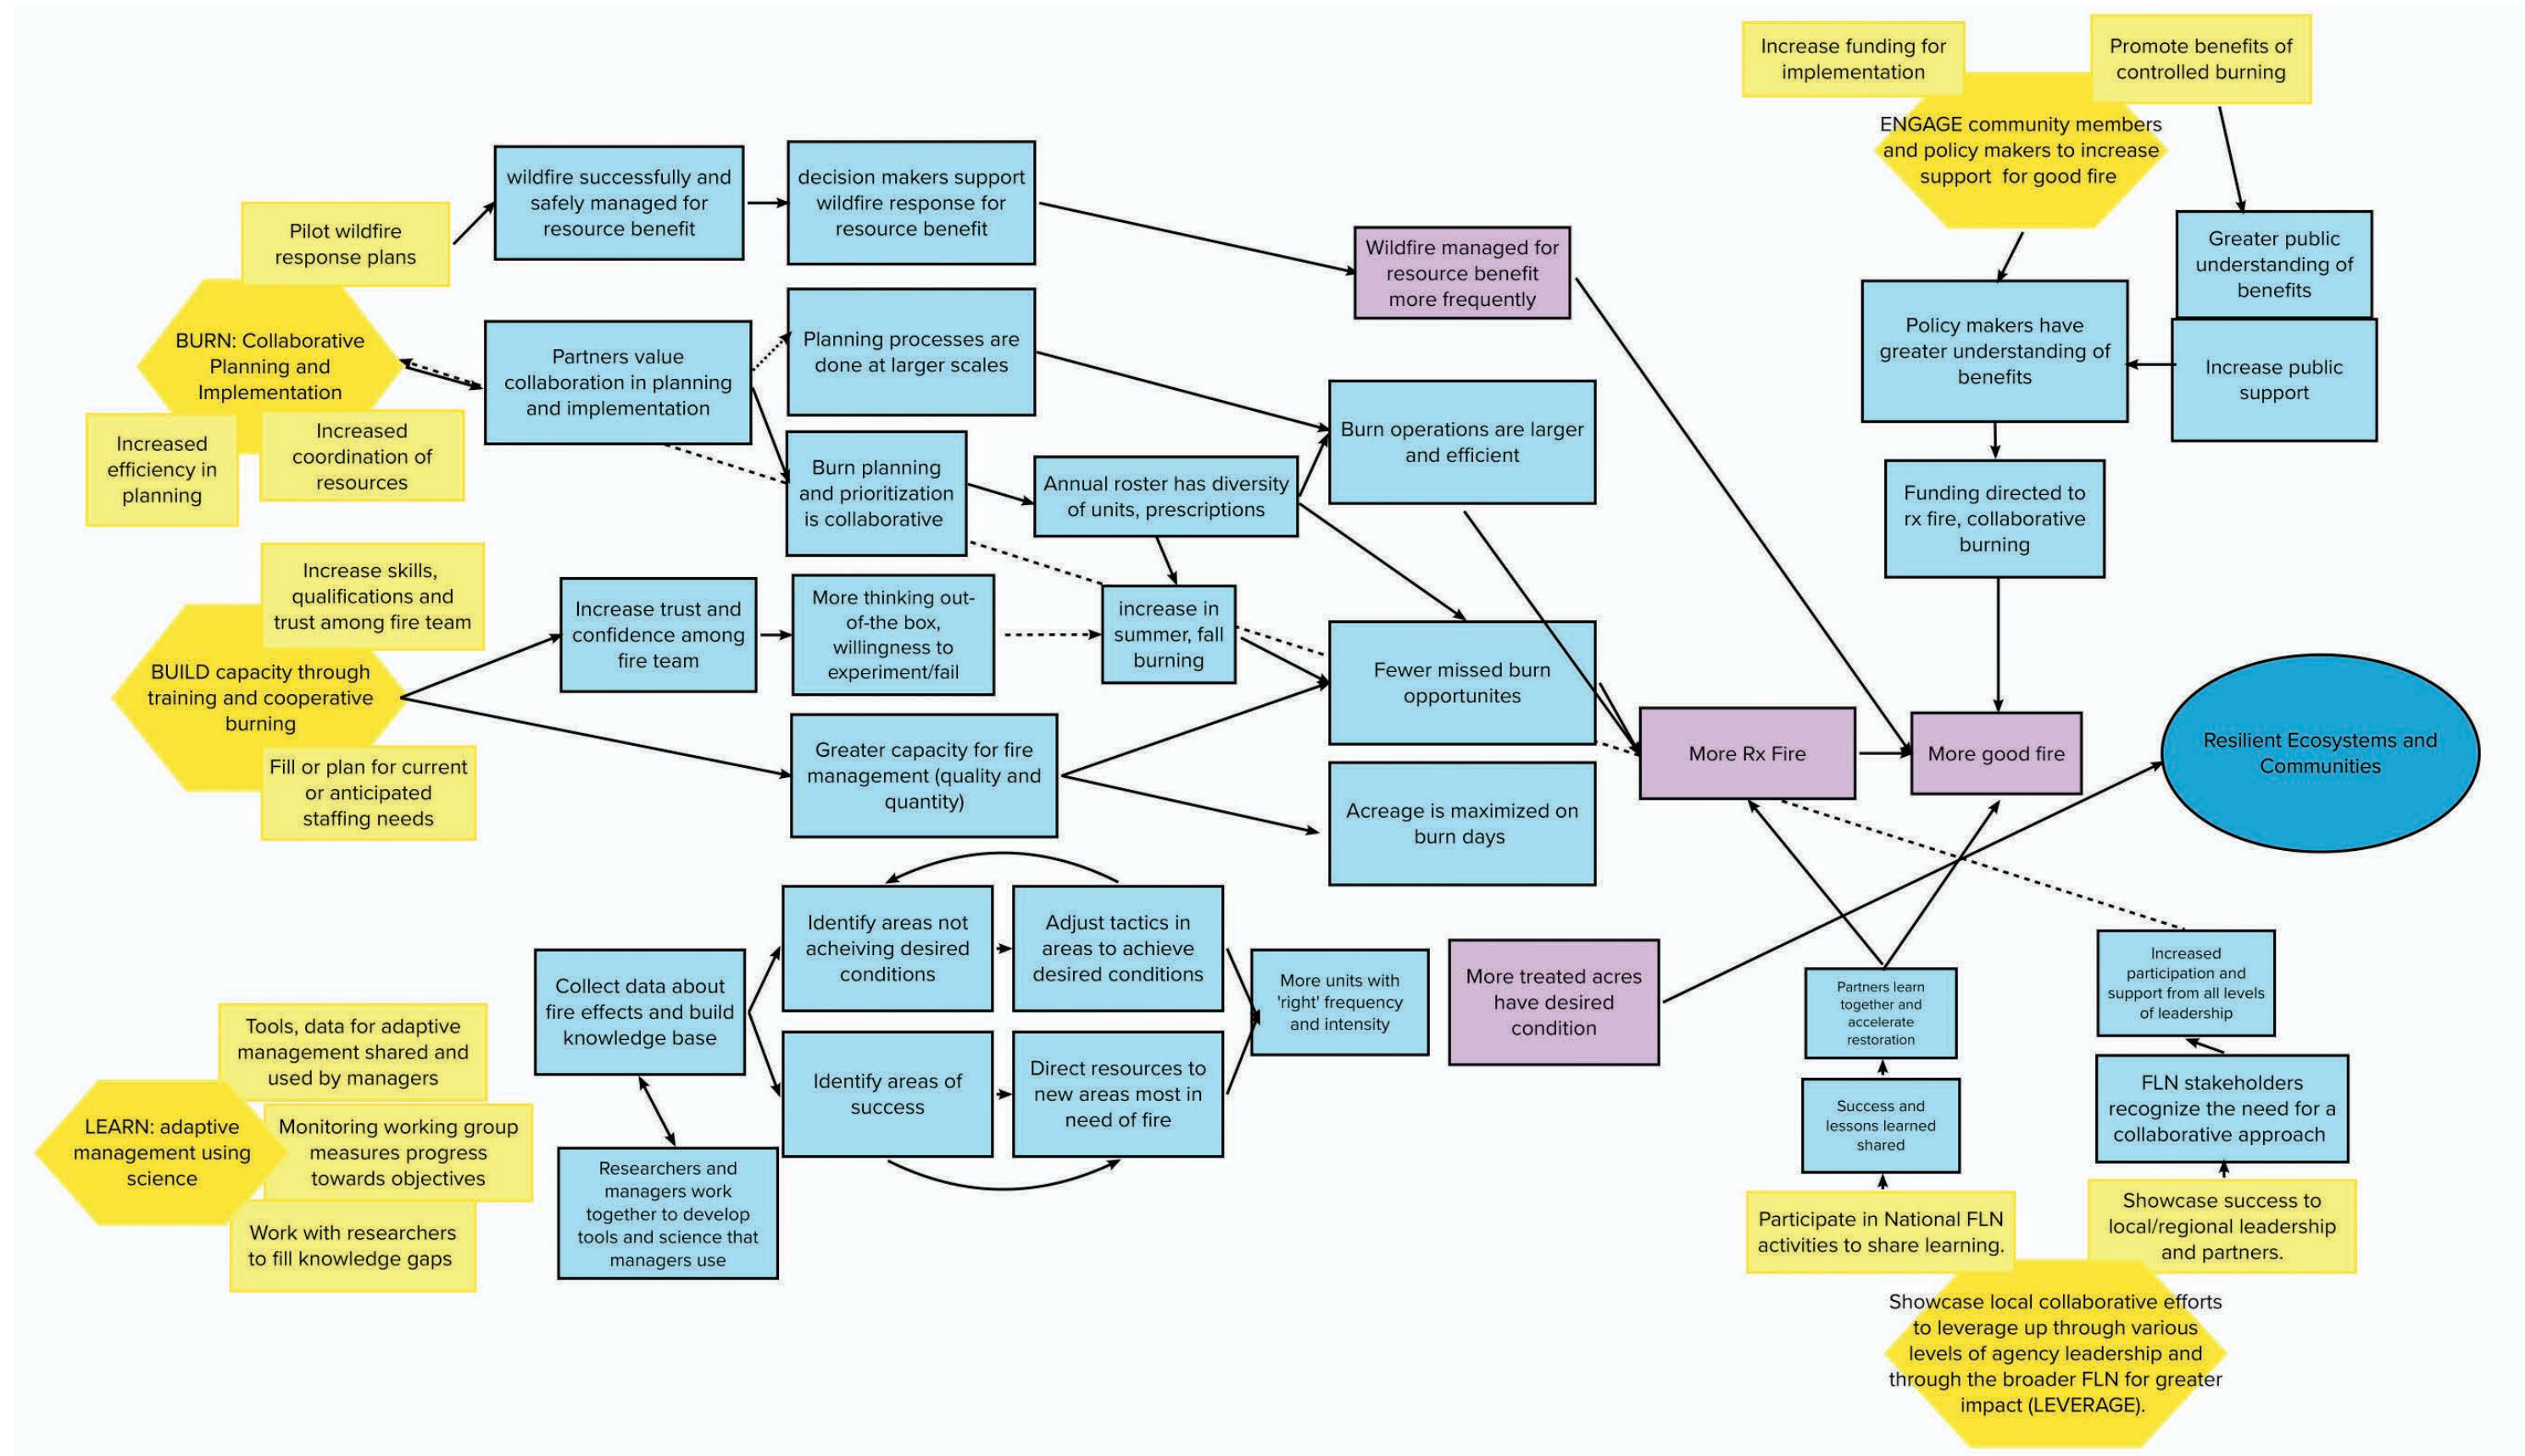 Increase funding for
implementation
Promote benefits of
controlled burning
ENGAGE community members
and policy makers to increase
support for good fire
Greater public
understanding of
benefits
Policy makers have
greater understanding of
benefits
Increase public
support
Funding directed to
rx fire, collaborative
burning
Pilot wildfire
response plans
wildfire successfully and
safely managed for
resource benefit
decision makers support
wildfire response for
resource benefit
Wildfire managed for
resource benefit
more frequently
BURN: Collaborative
Planning and
Implementation
Increased
efficiency in
planning
Increased
coordination of
resources
Partners value
collaboration in planning
and implementation
Planning processes are
done at larger scales
Burn planning
and prioritization
is collaborative
Annual roster has diversity
of units, prescriptions
Burn operations are larger
and efficient
Increase skills,
qualifications and
trust among fire team
BUILD capacity through
training and cooperative
burning
Fill or plan for current
or anticipated
staffing needs
Increase trust and
confidence among
fire team
More thinking out-
of-the box,
willingness to
experiment/fail
increase in
summer, fall
burning
Fewer missed burn
opportunites
Greater capacity for fire
management (quality and
quantity)
Acreage is maximized on
burn days
More Rx Fire
More good fire
Resilient Ecosystems and
Communities
Tools, data for adaptive
management shared and
used by managers
LEARN: adaptive
management using
science
Monitoring working group
measures progress
towards objectives
Work with researchers
to fill knowledge gaps
Collect data about
fire effects and build
knowledge base
Researchers and
managers work
together to develop
tools and science that
managers use
Identify areas not
acheiving desired
conditions
Adjust tactics in
areas to achieve
desired conditions
Identify areas of
success
Direct resources to
new areas most in
need of fire
More units with
'right' frequency
and intensity
More treated acres
have desired
condition
Partners learn
together and
accelerate
restoration
Success and
lessons learned
shared
Participate in National FLN
activities to share learning.
Increased
participation and
support from all levels
of leadership
FLN stakeholders
recognize the need for a
collaborative approach
Showcase success to
local/regional leadership
and partners.
Showcase local collaborative efforts
to leverage up through various
levels of agency leadership and
through the broader FLN for greater
impact (LEVERAGE).